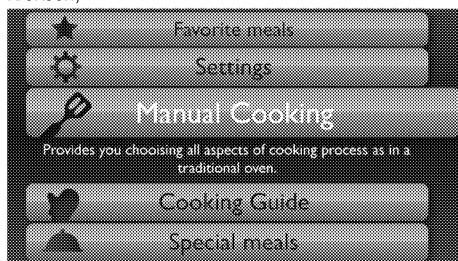 Favorite meals
Settings
Manual Cooking
Provides you chooising all aspects of cooking process as in a
traditional oven.
Cooking Guide
Special meals